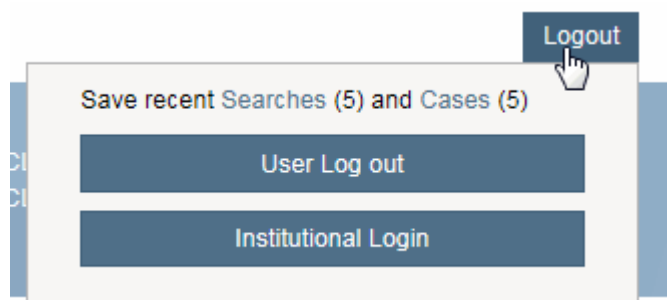 Logout
Save recent Searches (5) and Cases (5)
User Log out
Institutional Login